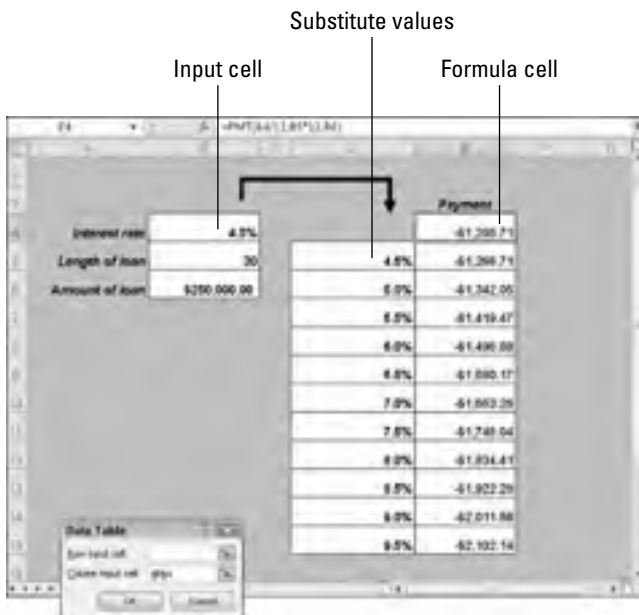 Substitute values
Input cell
Formula cell
E4
Payment
Interest rate 4.5%
-$1,266.71
Length of loan 30
4.5% -$1,266.71
Amount of loan $250,000.00
5.0% -$1,342.05
5.5% -$1,419.47
6.0% -$1,498.88
6.5% -$1,580.17
7.0% -$1,663.26
7.5% -$1,748.04
8.0% -$1,834.41
8.5% -$1,922.28
9.0% -$2,011.56
9.5% -$2,102.14
Data Table
Row input cell:
Column input cell:
OK Cancel